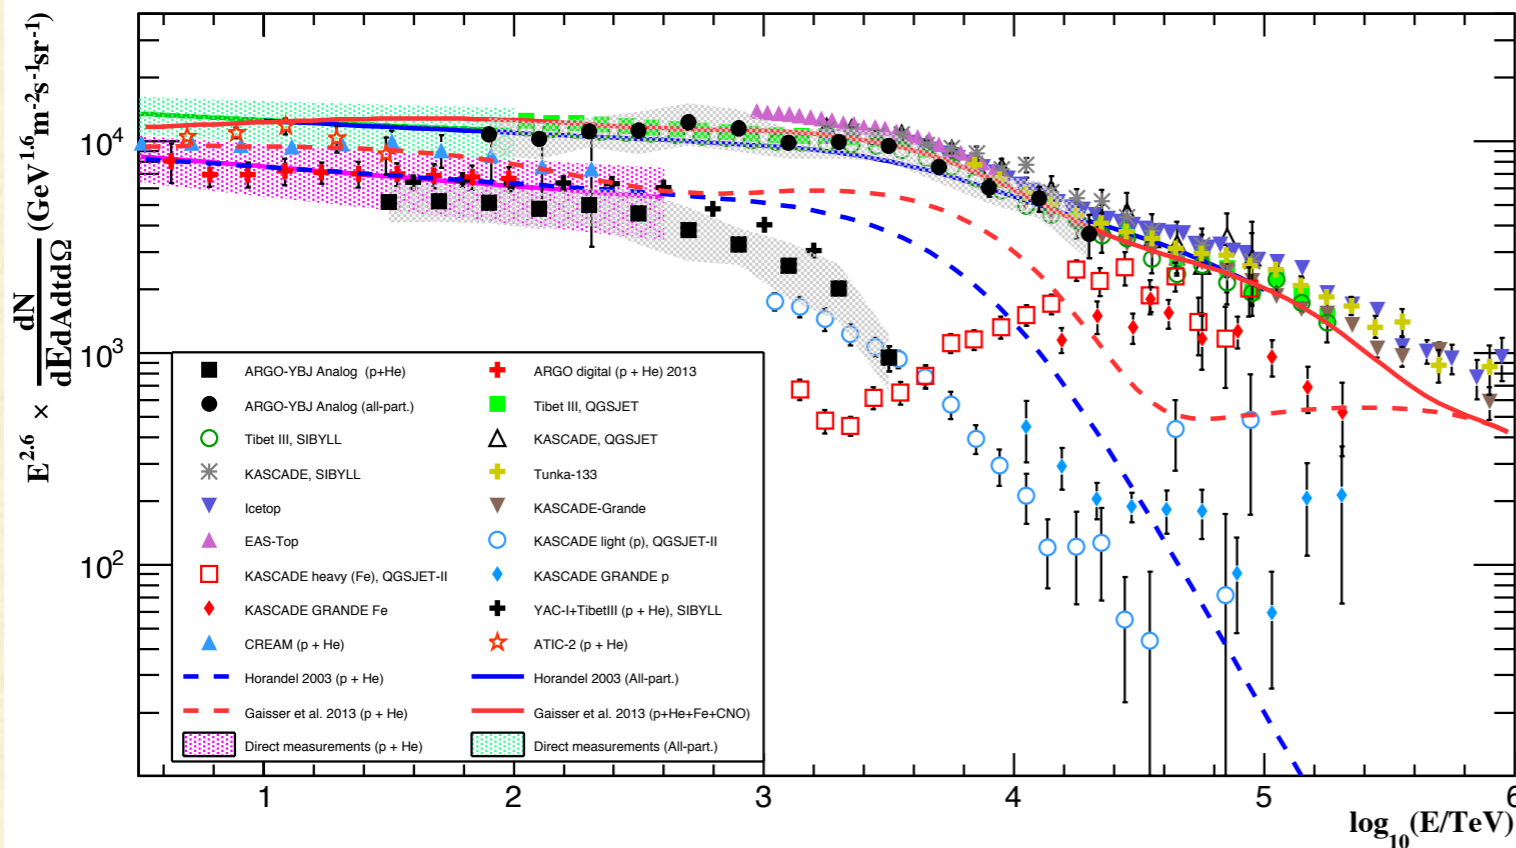 E^2.6 × dN/dEdAdtdΩ (GeV^1.6 m^-2 s^-1 sr^-1)
10^4
10^3
10^2
ARGO-YBJ Analog (p+He)
ARGO digital (p + He) 2013
ARGO-YBJ Analog (all-part.)
Tibet III, QGSJET
Tibet III, SIBYLL
KASCADE, QGSJET
KASCADE, SIBYLL
Tunka-133
Icetop
KASCADE-Grande
EAS-Top
KASCADE light (p), QGSJET-II
KASCADE heavy (Fe), QGSJET-II
KASCADE GRANDE p
KASCADE GRANDE Fe
YAC-I+TibetIII (p + He), SIBYLL
CREAM (p + He)
ATIC-2 (p + He)
Horandel 2003 (p + He)
Horandel 2003 (All-part.)
Gaisser et al. 2013 (p + He)
Gaisser et al. 2013 (p+He+Fe+CNO)
Direct measurements (p + He)
Direct measurements (All-part.)
1 2 3 4 5 6
log10(E/TeV)